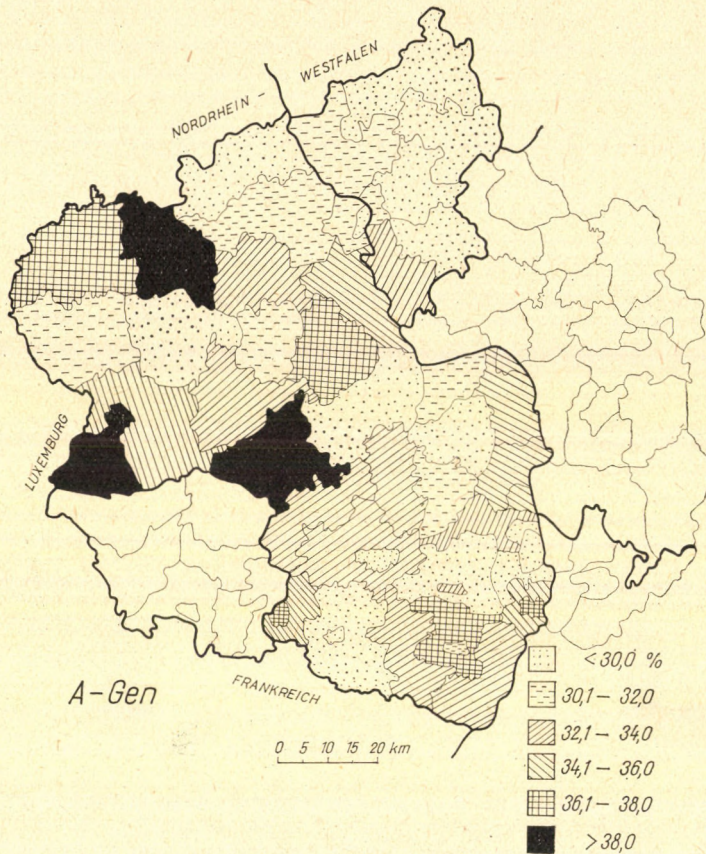 NORDRHEIN – WESTFALEN
LUXEMBURG
A-Gen
FRANKREICH
0 5 10 15 20 km
<30,0 %
30,1 – 32,0
32,1 – 34,0
34,1 – 36,0
36,1 – 38,0
>38,0